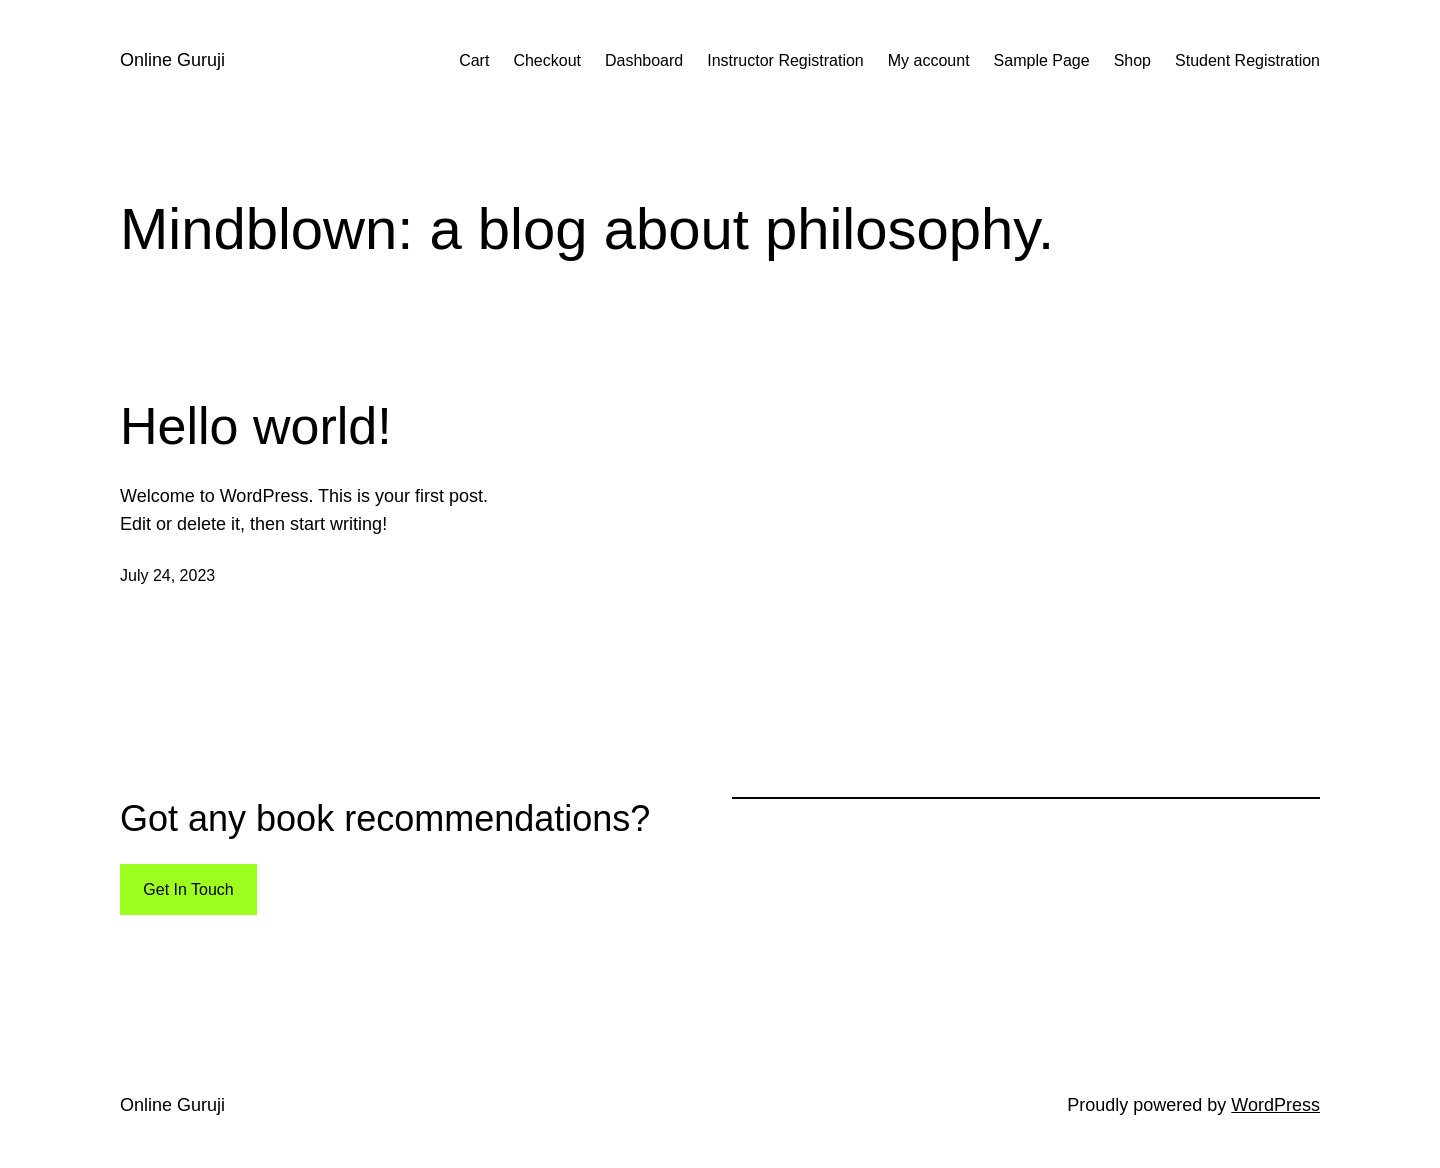 Online Guruji
Cart Checkout Dashboard Instructor Registration My account Sample Page Shop Student Registration
Mindblown: a blog about philosophy.
Hello world!
Welcome to WordPress. This is your first post.
Edit or delete it, then start writing!
July 24, 2023
Got any book recommendations?
Get In Touch
Online Guruji
Proudly powered by WordPress